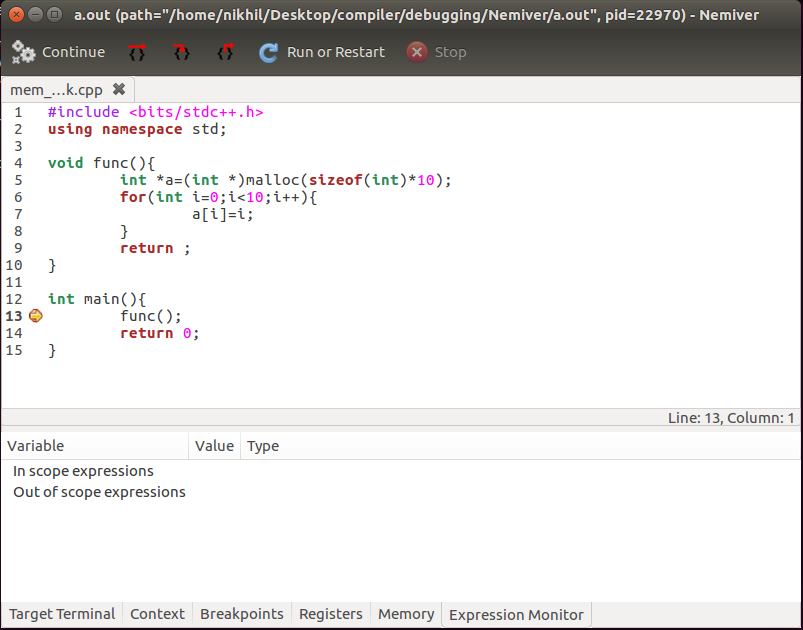 a.out (path="/home/nikhil/Desktop/compiler/debugging/Nemiver/a.out", pid=22970) - Nemiver
Continue Run or Restart Stop
mem_...k.cpp
1 #include <bits/stdc++.h>
2 using namespace std;
3
4 void func(){
5 int *a=(int *)malloc(sizeof(int)*10);
6 for(int i=0;i<10;i++){
7 a[i]=i;
8 }
9 return ;
10 }
11
12 int main(){
13 func();
14 return 0;
15 }
Line: 13, Column: 1
Variable Value Type
In scope expressions
Out of scope expressions
Target Terminal Context Breakpoints Registers Memory Expression Monitor